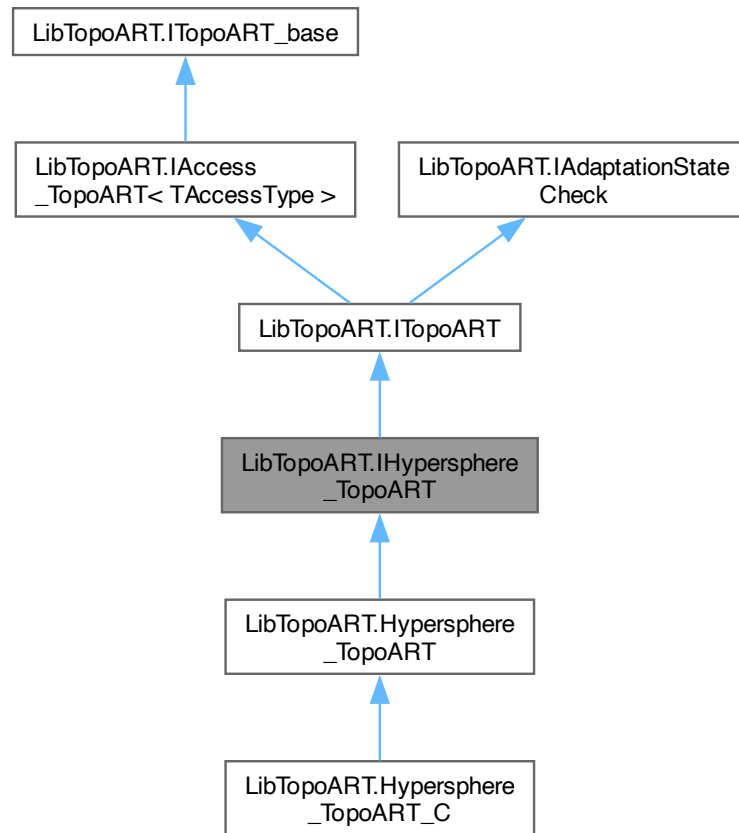 LibTopoART.ITopoART_base
LibTopoART.IAccess
_TopoART< TAccessType >
LibTopoART.IAdaptationState
Check
LibTopoART.ITopoART
LibTopoART.IHypersphere
_TopoART
LibTopoART.Hypersphere
_TopoART
LibTopoART.Hypersphere
_TopoART_C